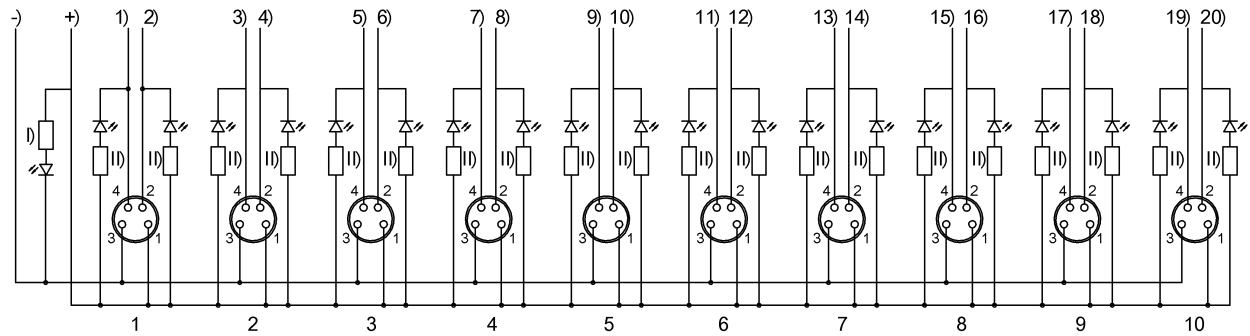 -) +) 1) 2) 3) 4) 5) 6) 7) 8) 9) 10) 11) 12) 13) 14) 15) 16) 17) 18) 19) 20)
I) II) II) II) II) II) II) II) II) II) II) II) II) II) II) II) II) II) II) II) II)
4 2 4 2 4 2 4 2 4 2 4 2 4 2 4 2 4 2 4 2
3 1 3 1 3 1 3 1 3 1 3 1 3 1 3 1 3 1 3 1
1 2 3 4 5 6 7 8 9 10